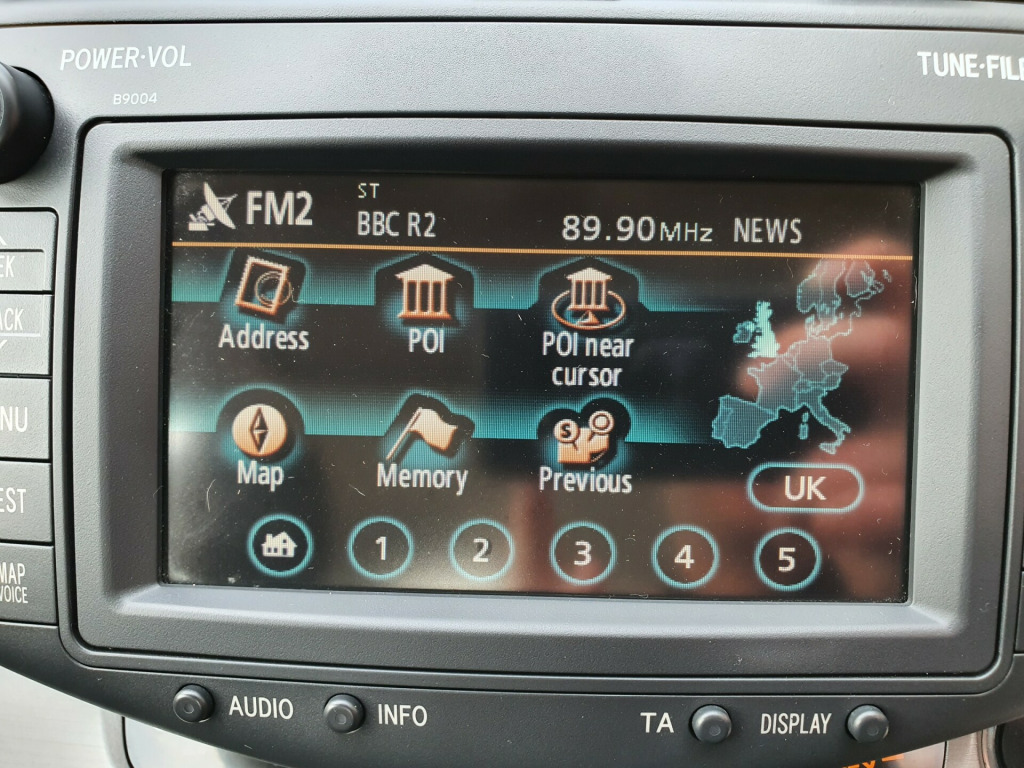 POWER·VOL
TUNE·FILE
B9004
ST
FM2
BBC R2
89.90MHz NEWS
Address
POI
POI near
cursor
Map
Memory
Previous
UK
1 2 3 4 5
MAP
VOICE
AUDIO
INFO
TA
DISPLAY